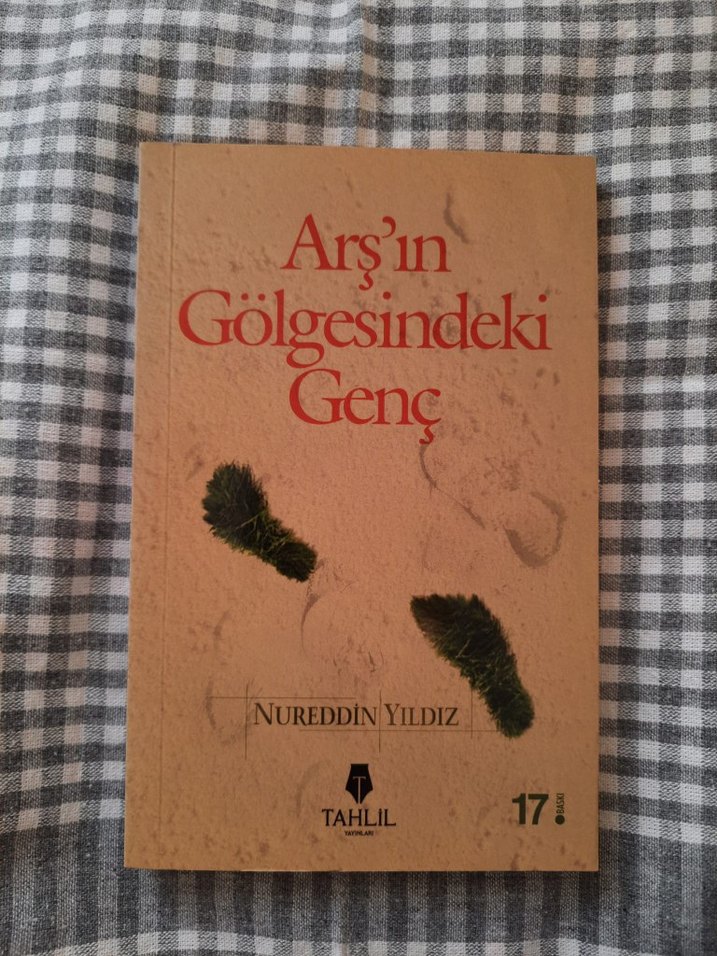 Arş'ın
Gölgesindeki
Genç
NUREDDİN YILDIZ
TAHLİL
YAYINLARI
17. BASKI